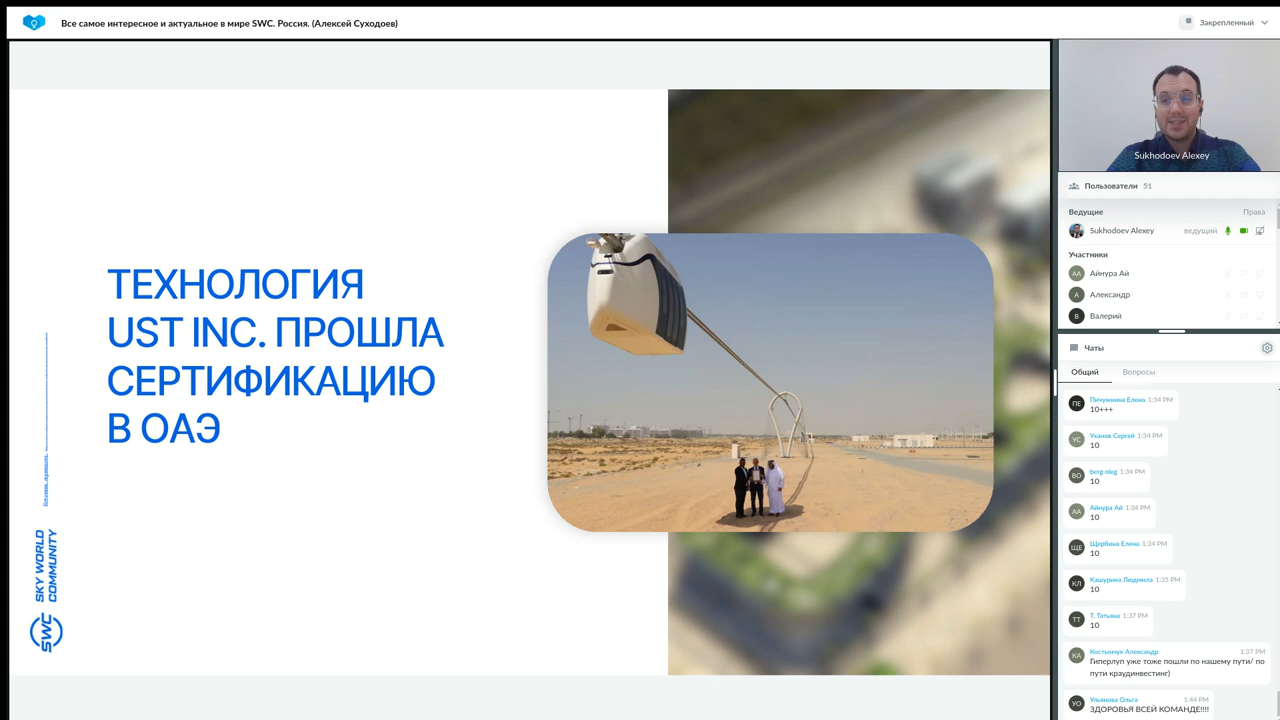 Все самое интересное и актуальное в мире SWC. Россия. (Алексей Суходоев)
Закрепленный
ТЕХНОЛОГИЯ
UST INC. ПРОШЛА
СЕРТИФИКАЦИЮ
В ОАЭ
SKY WORLD
COMMUNITY
SWC
Sukhodoev Alexey
Пользователи 51
Ведущие Права
Sukhodoev Alexey ведущий
Участники
АА Айнура Ай
А Александр
В Валерий
Чаты
Общий Вопросы
ПЕ Пичужкина Елена 1:34 PM
10+++
УС Уханов Сергей 1:34 PM
10
BO berg oleg 1:34 PM
10
АА Айнура Ай 1:34 PM
10
ЩЕ Щербина Елена 1:34 PM
10
КЛ Кашурина Людмила 1:35 PM
10
ТТ Т. Татьяна 1:37 PM
10
КА Костынчук Александр 1:37 PM
Гиперлуп уже тоже пошли по нашему пути/ по
пути краудинвестинг)
УО Ульянова Ольга 1:44 PM
ЗДОРОВЬЯ ВСЕЙ КОМАНДЕ!!!!